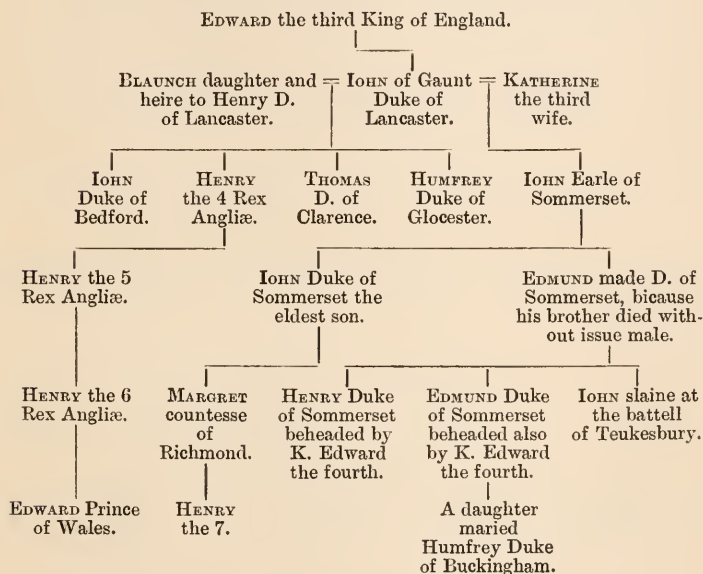 EDWARD the third King of England.
BLAUNCH daughter and
heire to Henry D.
of Lancaster.
=
IOHN of Gaunt
Duke of
Lancaster.
=
KATHERINE
the third
wife.
IOHN
Duke of
Bedford.
HENRY
the 4 Rex
Angliæ.
THOMAS
D. of
Clarence.
HUMFREY
Duke of
Glocester.
IOHN Earle of
Sommerset.
HENRY the 5
Rex Angliæ.
IOHN Duke of
Sommerset the
eldest son.
EDMUND made D. of
Sommerset, bicause
his brother died with-
out issue male.
HENRY the 6
Rex Angliæ.
MARGRET
countesse
of
Richmond.
HENRY Duke
of Sommerset
beheaded by
K. Edward
the fourth.
EDMUND Duke
of Sommerset
beheaded also
by K. Edward
the fourth.
IOHN slaine at
the battell
of Teukesbury.
EDWARD Prince
of Wales.
HENRY
the 7.
A daughter
maried
Humfrey Duke
of Buckingham.